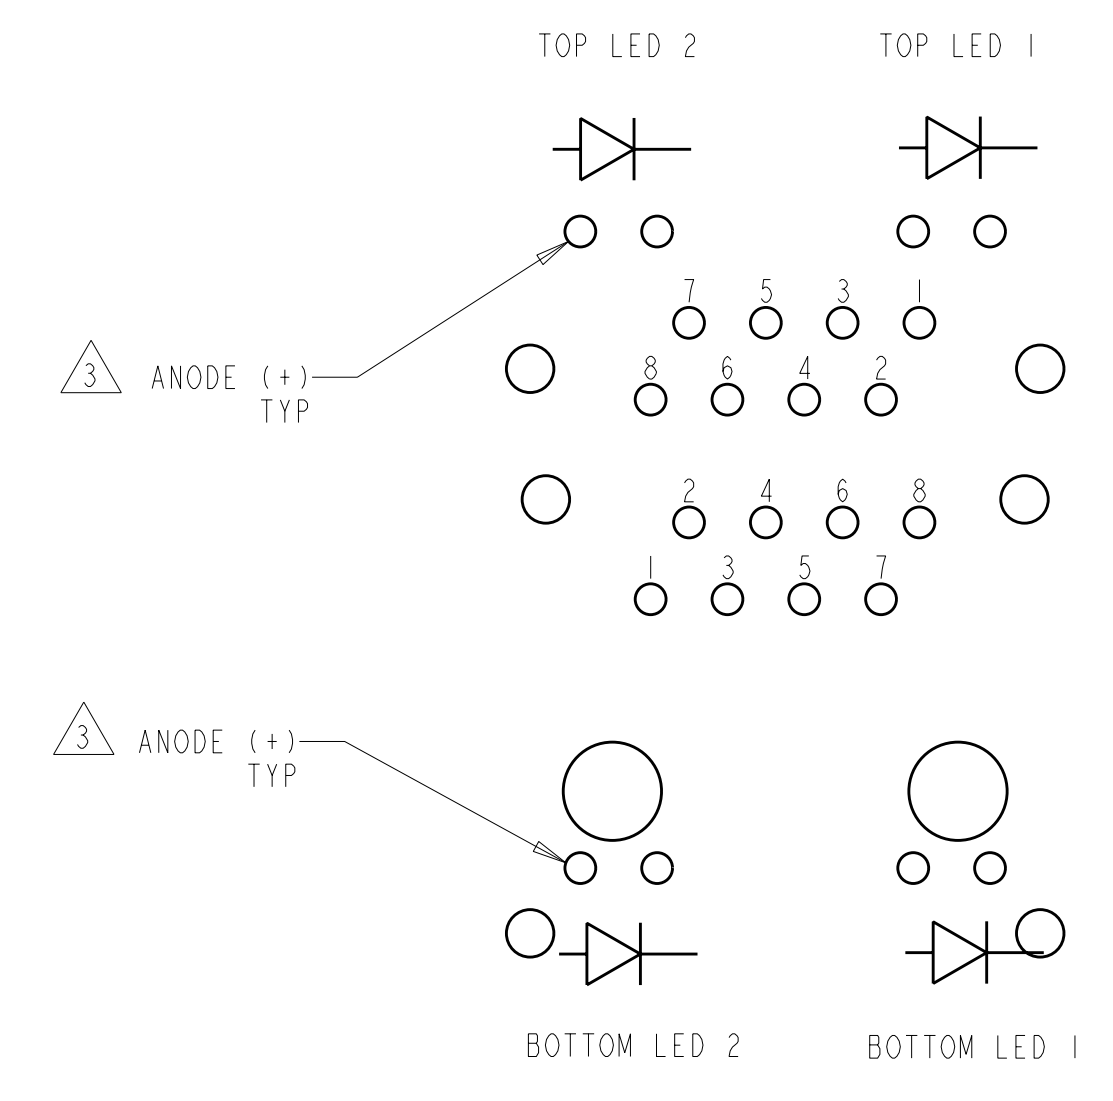 TOP LED 2
TOP LED 1
7 5 3 1
8 6 4 2
3 ANODE (+)
TYP
2 4 6 8
1 3 5 7
3 ANODE (+)
TYP
BOTTOM LED 2
BOTTOM LED 1